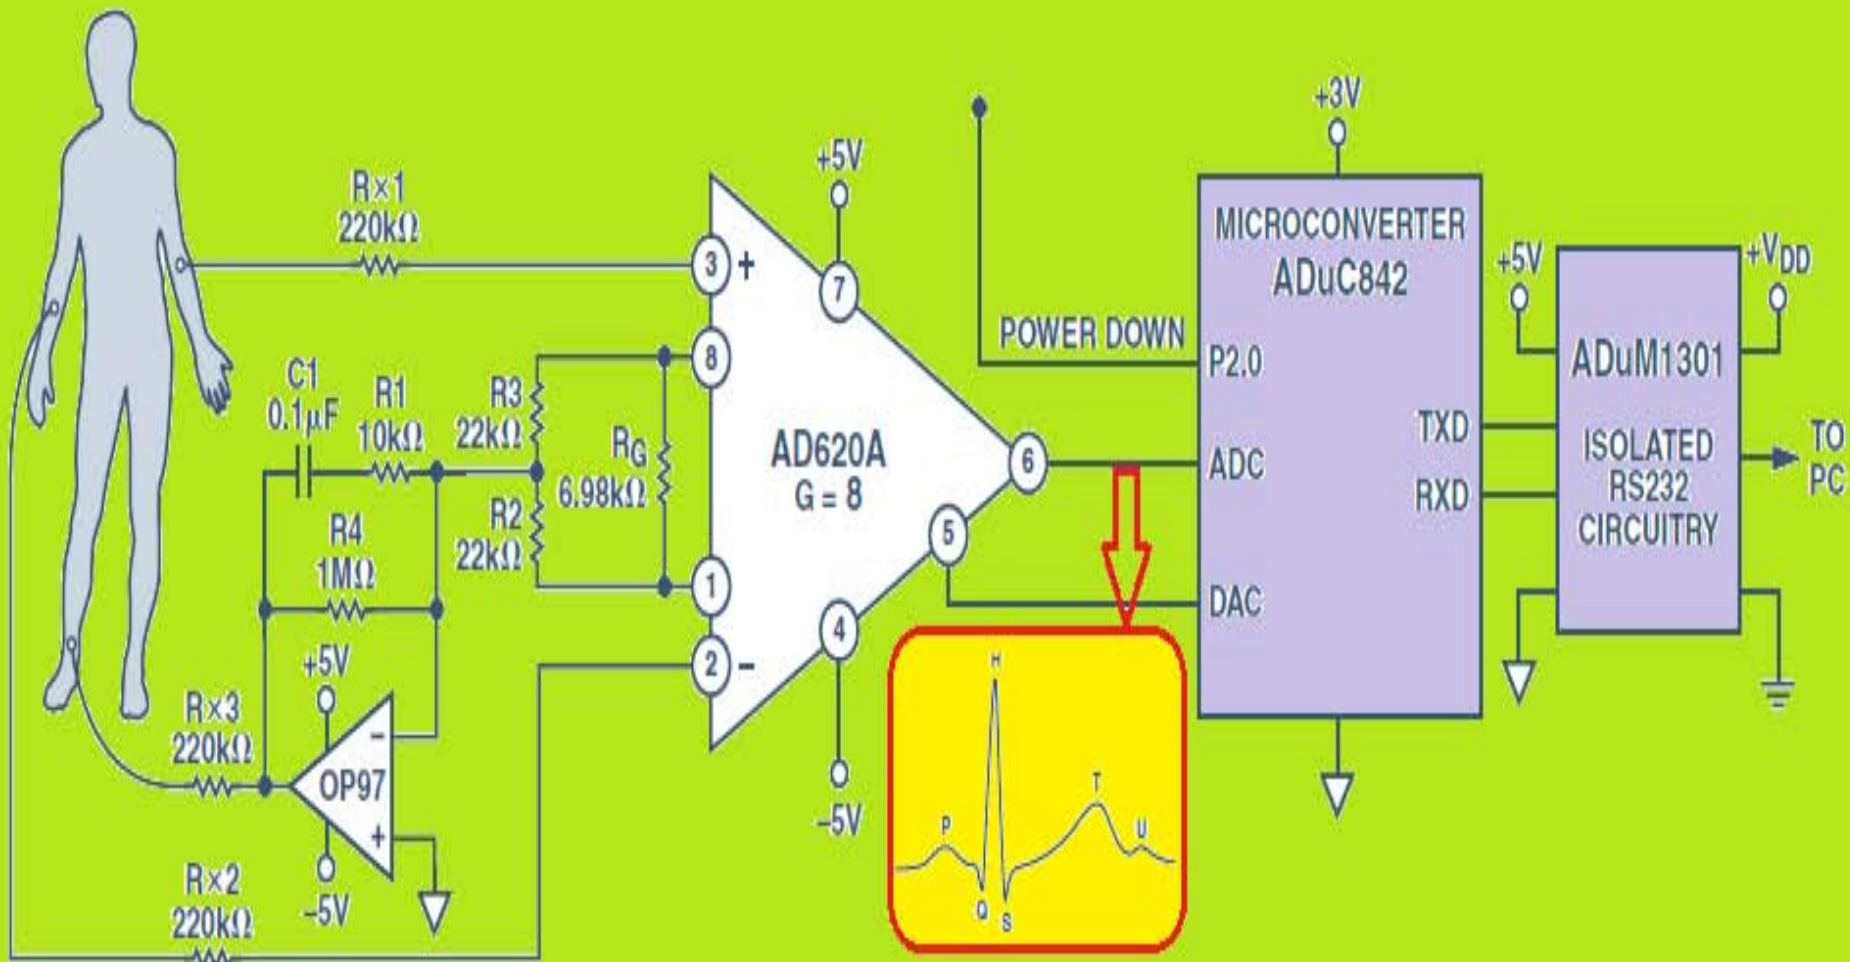 R×1
220kΩ
C1
0.1µF
R1
10kΩ
R3
22kΩ
R2
22kΩ
RG
6.98kΩ
R4
1MΩ
+5V
R×3
220kΩ
OP97
−
+
−5V
R×2
220kΩ
+5V
3
+
7
8
AD620A
G = 8
6
5
1
4
2
−
−5V
H
P
T
U
Q
S
POWER DOWN
+3V
MICROCONVERTER
ADuC842
P2.0
TXD
ADC
RXD
DAC
+5V
+VDD
ADuM1301
ISOLATED
RS232
CIRCUITRY
TO
PC